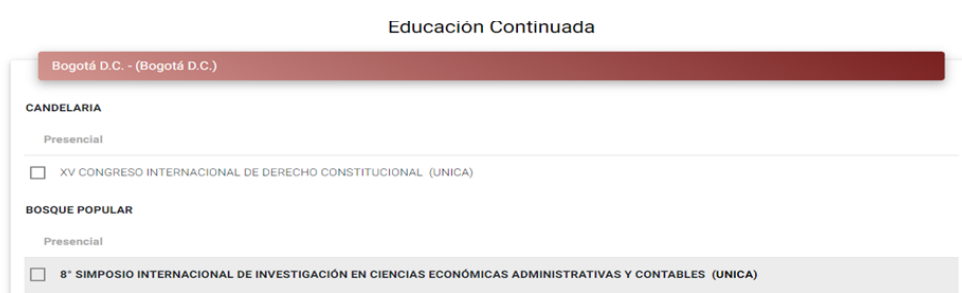 Educación Continuada
Bogotá D.C. - (Bogotá D.C.)
CANDELARIA
Presencial
XV CONGRESO INTERNACIONAL DE DERECHO CONSTITUCIONAL (UNICA)
BOSQUE POPULAR
Presencial
8° SIMPOSIO INTERNACIONAL DE INVESTIGACIÓN EN CIENCIAS ECONÓMICAS ADMINISTRATIVAS Y CONTABLES (UNICA)